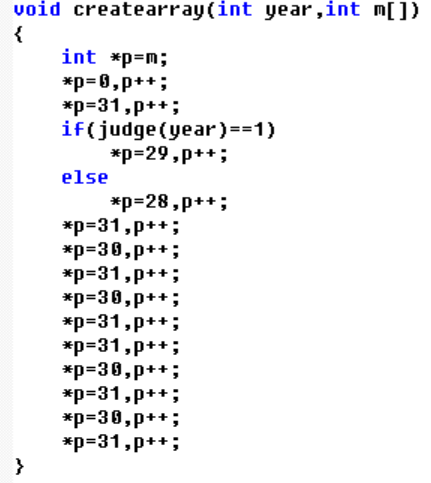 void createarray(int year,int m[])
{
    int *p=m;
    *p=0,p++;
    *p=31,p++;
    if(judge(year)==1)
        *p=29,p++;
    else
        *p=28,p++;
    *p=31,p++;
    *p=30,p++;
    *p=31,p++;
    *p=30,p++;
    *p=31,p++;
    *p=31,p++;
    *p=30,p++;
    *p=31,p++;
    *p=30,p++;
    *p=31,p++;
}